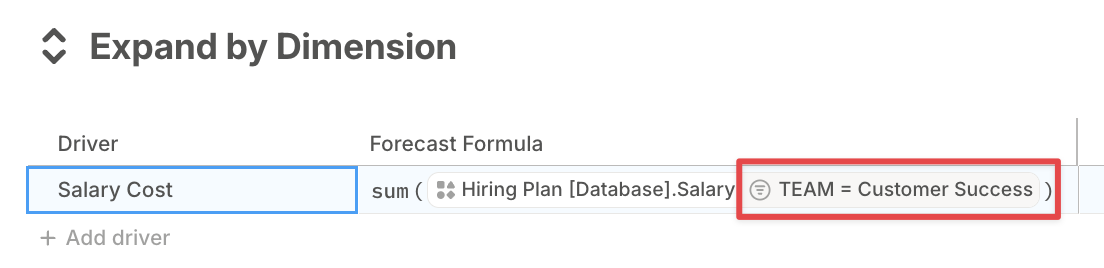 Expand by Dimension
Driver Forecast Formula
Salary Cost sum ( Hiring Plan [Database].Salary TEAM = Customer Success )
+ Add driver